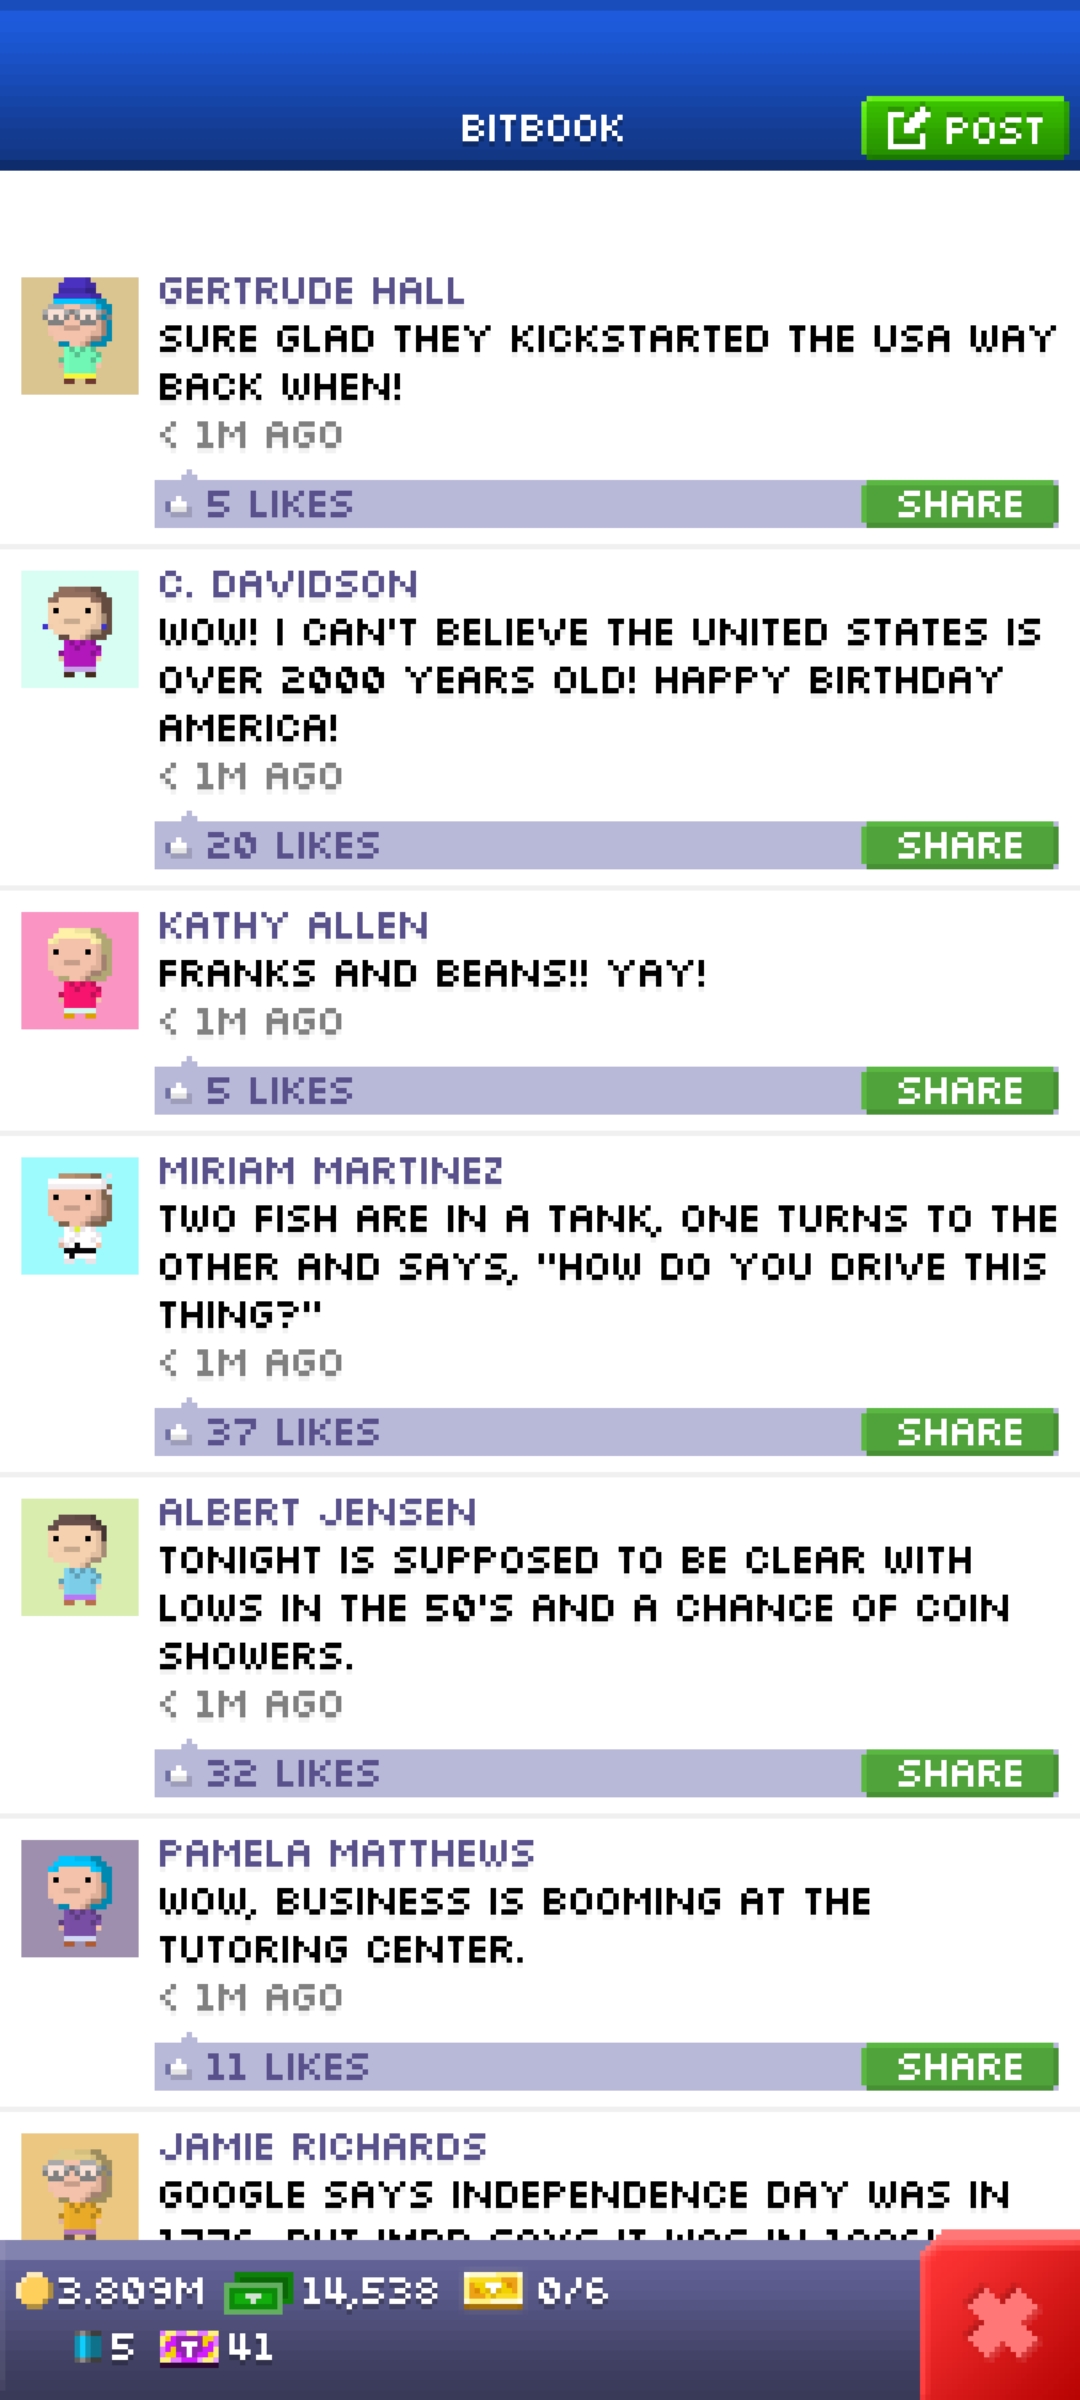 BITBOOK
POST
GERTRUDE HALL
SURE GLAD THEY KICKSTARTED THE USA WAY
BACK WHEN!
< 1M AGO
5 LIKES
SHARE
C. DAVIDSON
WOW! I CAN'T BELIEVE THE UNITED STATES IS
OVER 2000 YEARS OLD! HAPPY BIRTHDAY
AMERICA!
< 1M AGO
20 LIKES
SHARE
KATHY ALLEN
FRANKS AND BEANS!! YAY!
< 1M AGO
5 LIKES
SHARE
MIRIAM MARTINEZ
TWO FISH ARE IN A TANK, ONE TURNS TO THE
OTHER AND SAYS, "HOW DO YOU DRIVE THIS
THING?"
< 1M AGO
37 LIKES
SHARE
ALBERT JENSEN
TONIGHT IS SUPPOSED TO BE CLEAR WITH
LOWS IN THE 50'S AND A CHANCE OF COIN
SHOWERS.
< 1M AGO
32 LIKES
SHARE
PAMELA MATTHEWS
WOW, BUSINESS IS BOOMING AT THE
TUTORING CENTER.
< 1M AGO
11 LIKES
SHARE
JAMIE RICHARDS
GOOGLE SAYS INDEPENDENCE DAY WAS IN
BUT IMDB SAYS IT WAS IN
3.809M 14,538 0/6
5 41